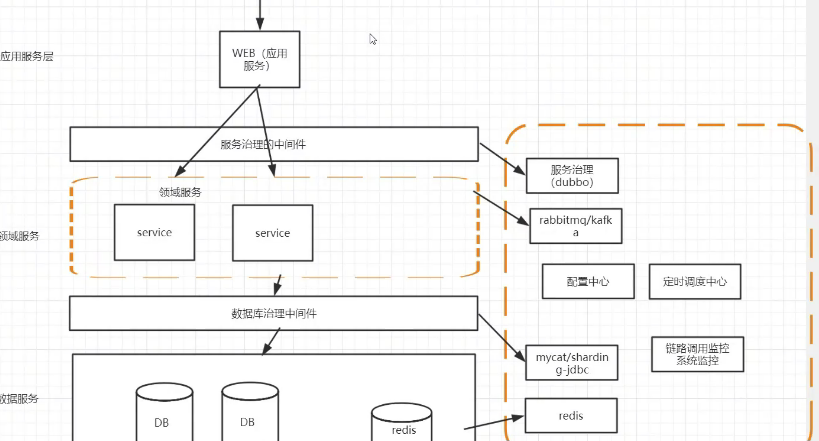 应用服务层
WEB（应用
服务）
服务治理的中间件
服务治理
（dubbo）
领域服务
rabbitmq/kafk
a
service
service
领域服务
配置中心
定时调度中心
数据库治理中间件
链路调用监控
系统监控
mycat/shardin
g-jdbc
数据服务
DB
DB
redis
redis